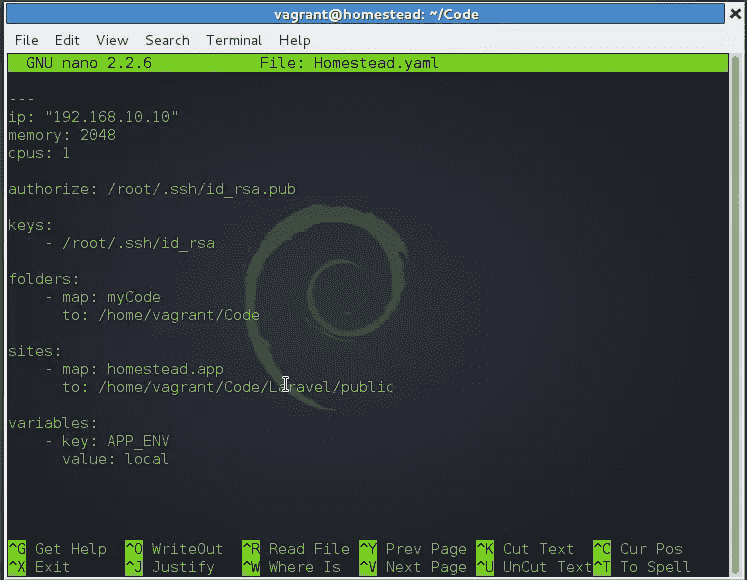 vagrant@homestead: ~/Code
File Edit View Search Terminal Help
GNU nano 2.2.6 File: Homestead.yaml
---
ip: "192.168.10.10"
memory: 2048
cpus: 1
authorize: /root/.ssh/id_rsa.pub
keys:
- /root/.ssh/id_rsa
folders:
- map: myCode
to: /home/vagrant/Code
sites:
- map: homestead.app
to: /home/vagrant/Code/Laravel/public
variables:
- key: APP_ENV
value: local
^G Get Help ^O WriteOut ^R Read File ^Y Prev Page ^K Cut Text ^C Cur Pos
^X Exit ^J Justify ^W Where Is ^V Next Page ^U UnCut Text ^T To Spell